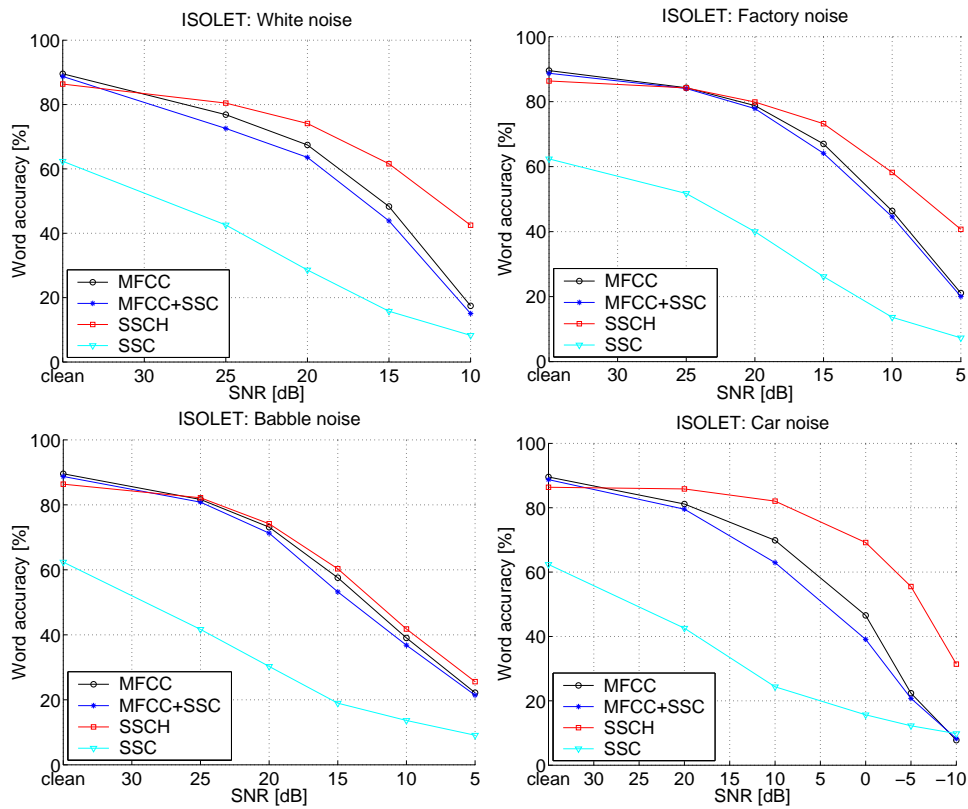 ISOLET: White noise
100
80
60
40
20
0
Word accuracy [%]
MFCC
MFCC+SSC
SSCH
SSC
clean 30 25 20 15 10
SNR [dB]
ISOLET: Factory noise
100
80
60
40
20
0
Word accuracy [%]
MFCC
MFCC+SSC
SSCH
SSC
clean 30 25 20 15 10 5
SNR [dB]
ISOLET: Babble noise
100
80
60
40
20
0
Word accuracy [%]
MFCC
MFCC+SSC
SSCH
SSC
clean 30 25 20 15 10 5
SNR [dB]
ISOLET: Car noise
100
80
60
40
20
0
Word accuracy [%]
MFCC
MFCC+SSC
SSCH
SSC
clean 30 25 20 15 10 5 0 −5 −10
SNR [dB]